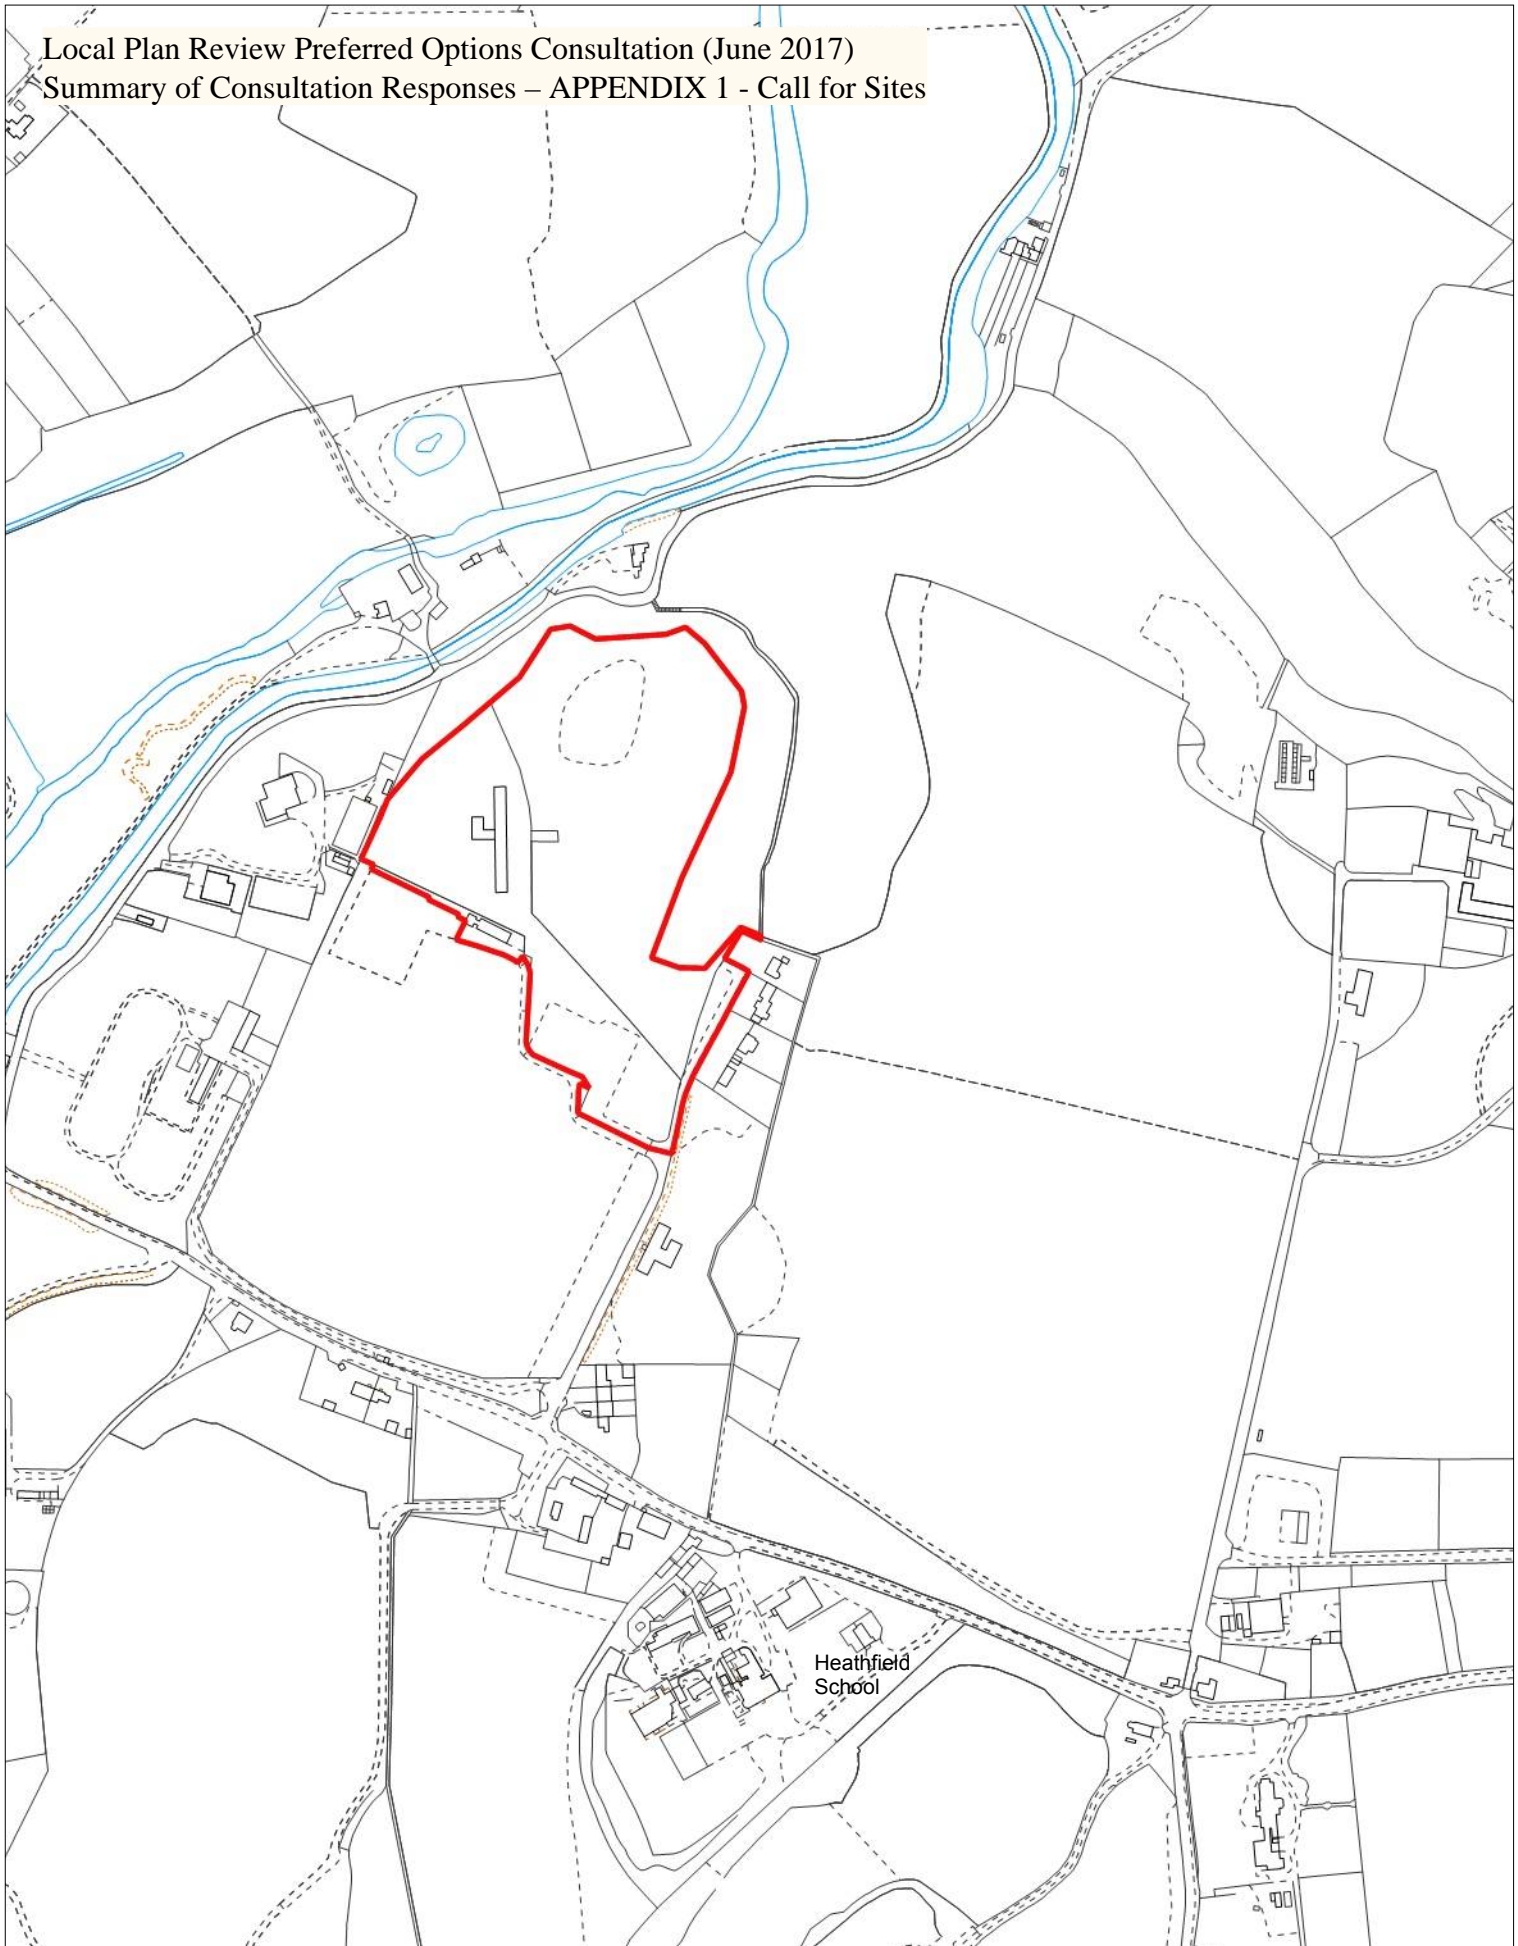 Local Plan Review Preferred Options Consultation (June 2017)
Summary of Consultation Responses – APPENDIX 1 - Call for Sites
Heathfield
School